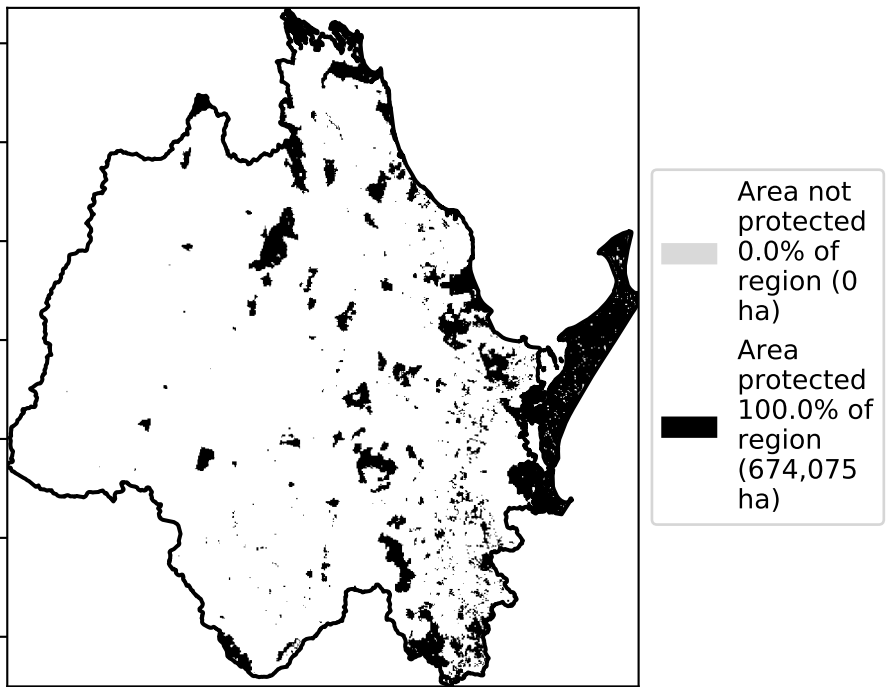 Area not
protected
0.0% of
region (0
ha)
Area
protected
100.0% of
region
(674,075
ha)